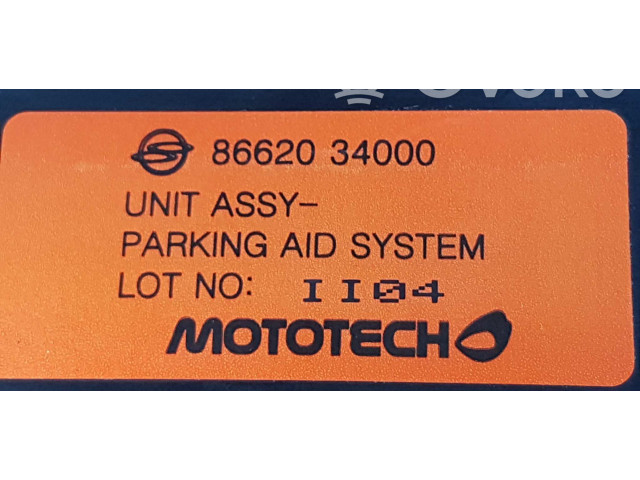 86620 34000
UNIT ASSY-
PARKING AID SYSTEM
LOT NO: II04
MOTOTECH